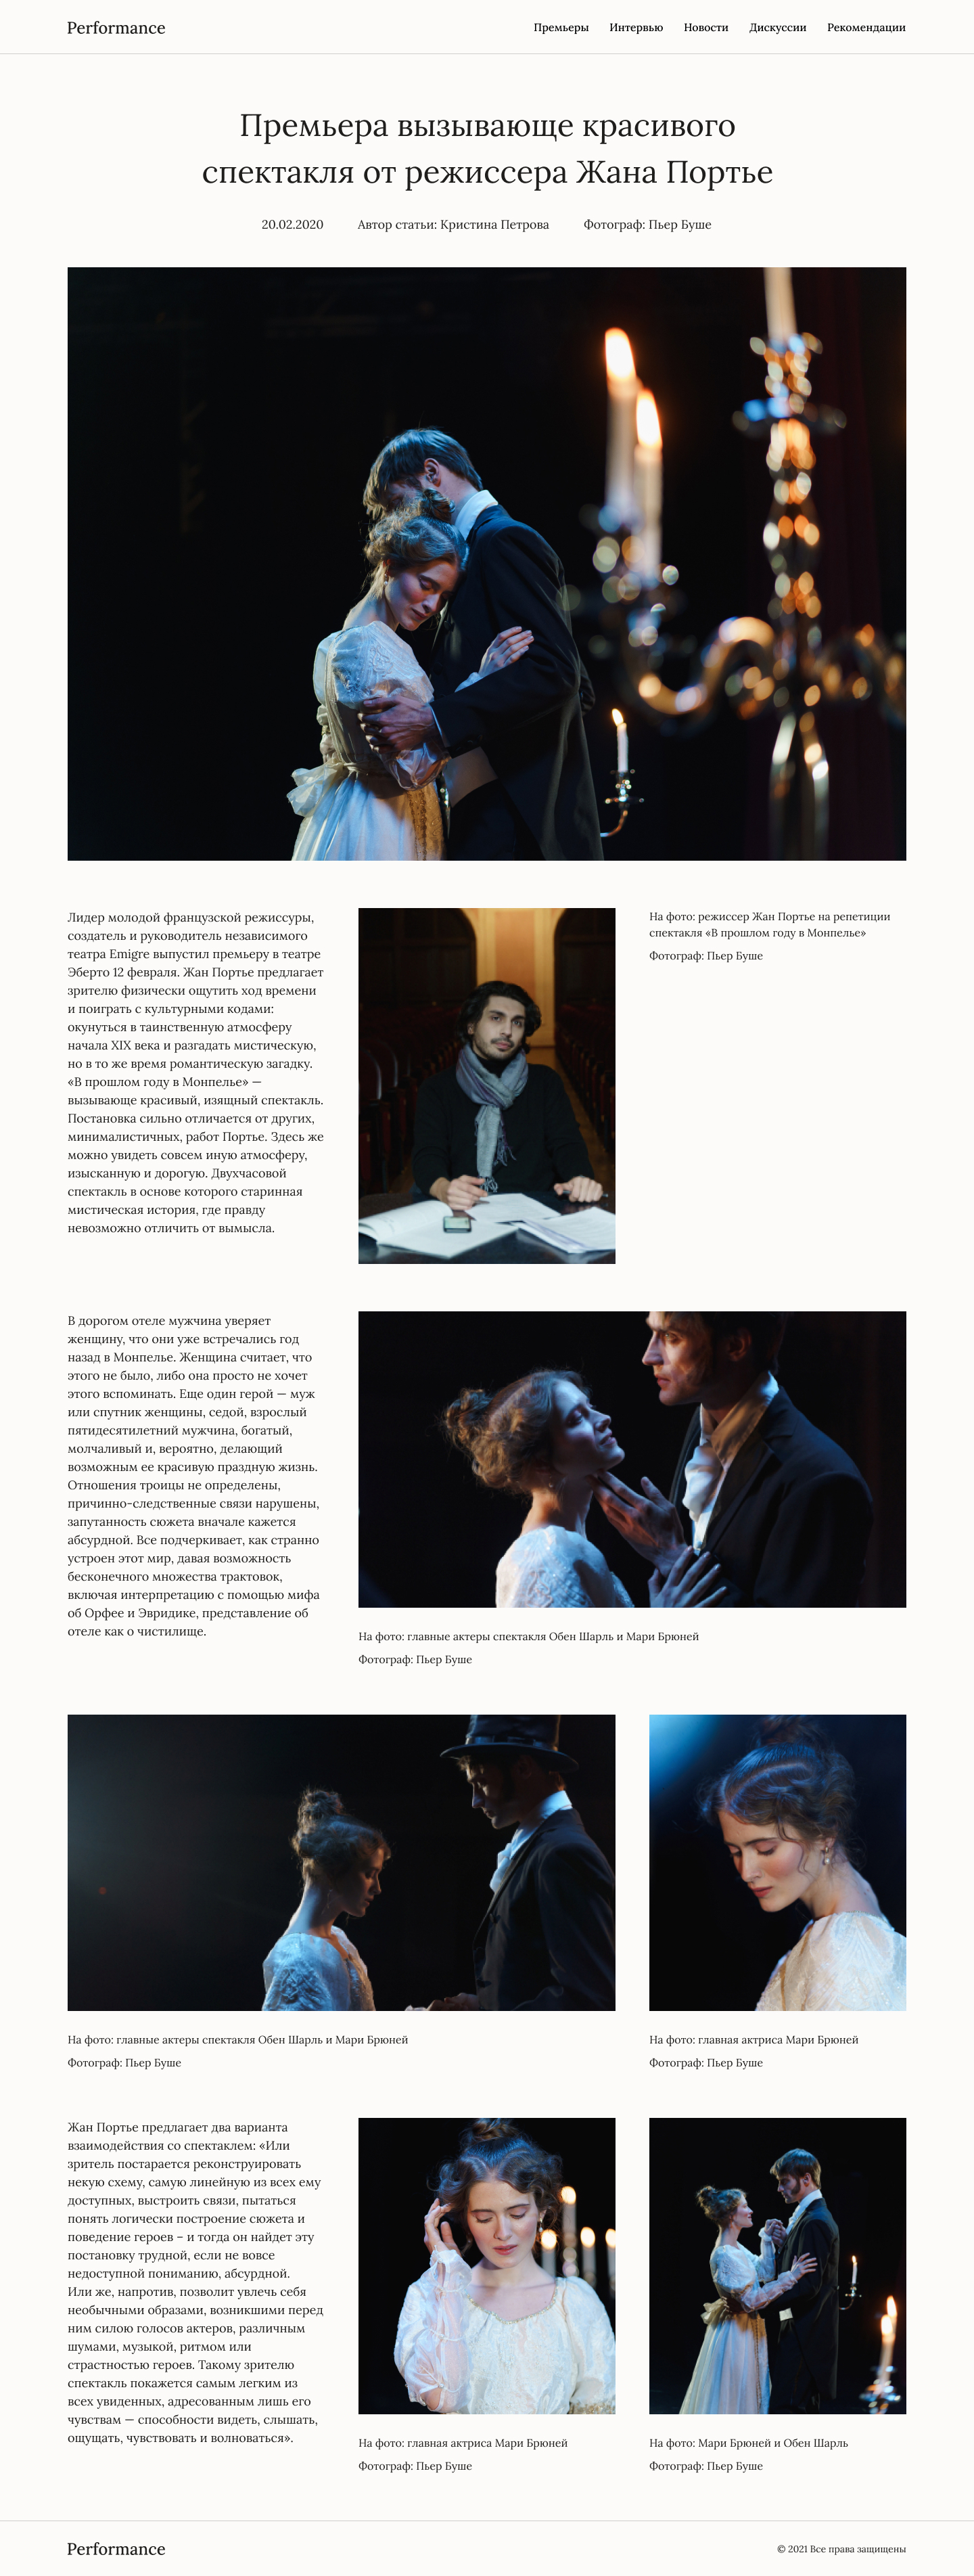 Performance
Премьеры Интервью Новости Дискуссии Рекомендации
Премьера вызывающе красивого
спектакля от режиссера Жана Портье
20.02.2020 Автор статьи: Кристина Петрова Фотограф: Пьер Буше
Лидер молодой французской режиссуры,
создатель и руководитель независимого
театра Emigre выпустил премьеру в театре
Эберто 12 февраля. Жан Портье предлагает
зрителю физически ощутить ход времени
и поиграть с культурными кодами:
окунуться в таинственную атмосферу
начала XIX века и разгадать мистическую,
но в то же время романтическую загадку.
«В прошлом году в Монпелье» —
вызывающе красивый, изящный спектакль.
Постановка сильно отличается от других,
минималистичных, работ Портье. Здесь же
можно увидеть совсем иную атмосферу,
изысканную и дорогую. Двухчасовой
спектакль в основе которого старинная
мистическая история, где правду
невозможно отличить от вымысла.
На фото: режиссер Жан Портье на репетиции
спектакля «В прошлом году в Монпелье»
Фотограф: Пьер Буше
В дорогом отеле мужчина уверяет
женщину, что они уже встречались год
назад в Монпелье. Женщина считает, что
этого не было, либо она просто не хочет
этого вспоминать. Еще один герой — муж
или спутник женщины, седой, взрослый
пятидесятилетний мужчина, богатый,
молчаливый и, вероятно, делающий
возможным ее красивую праздную жизнь.
Отношения троицы не определены,
причинно-следственные связи нарушены,
запутанность сюжета вначале кажется
абсурдной. Все подчеркивает, как странно
устроен этот мир, давая возможность
бесконечного множества трактовок,
включая интерпретацию с помощью мифа
об Орфее и Эвридике, представление об
отеле как о чистилище.
На фото: главные актеры спектакля Обен Шарль и Мари Брюней
Фотограф: Пьер Буше
На фото: главные актеры спектакля Обен Шарль и Мари Брюней
Фотограф: Пьер Буше
На фото: главная актриса Мари Брюней
Фотограф: Пьер Буше
Жан Портье предлагает два варианта
взаимодействия со спектаклем: «Или
зритель постарается реконструировать
некую схему, самую линейную из всех ему
доступных, выстроить связи, пытаться
понять логически построение сюжета и
поведение героев – и тогда он найдет эту
постановку трудной, если не вовсе
недоступной пониманию, абсурдной.
Или же, напротив, позволит увлечь себя
необычными образами, возникшими перед
ним силою голосов актеров, различным
шумами, музыкой, ритмом или
страстностью героев. Такому зрителю
спектакль покажется самым легким из
всех увиденных, адресованным лишь его
чувствам — способности видеть, слышать,
ощущать, чувствовать и волноваться».
На фото: главная актриса Мари Брюней
Фотограф: Пьер Буше
На фото: Мари Брюней и Обен Шарль
Фотограф: Пьер Буше
Performance
© 2021 Все права защищены